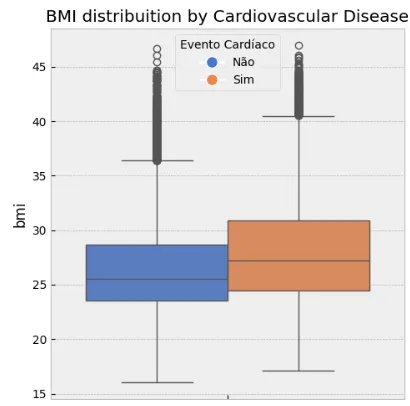 BMI distribuition by Cardiovascular Disease
Evento Cardíaco
Não
Sim
45
40
35
30
25
20
15
bmi